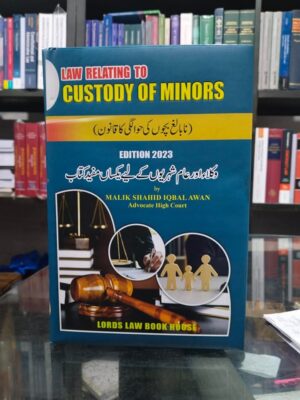 LAW RELATING TO
CUSTODY OF MINORS
(نابالغ بچوں کی حوالگی کا قانون)
EDITION 2023
وکلاء اور عام شہریوں کے لیے یکساں مفید کتاب
by
MALIK SHAHID IQBAL AWAN
Advocate High Court
LORDS LAW BOOK HOUSE